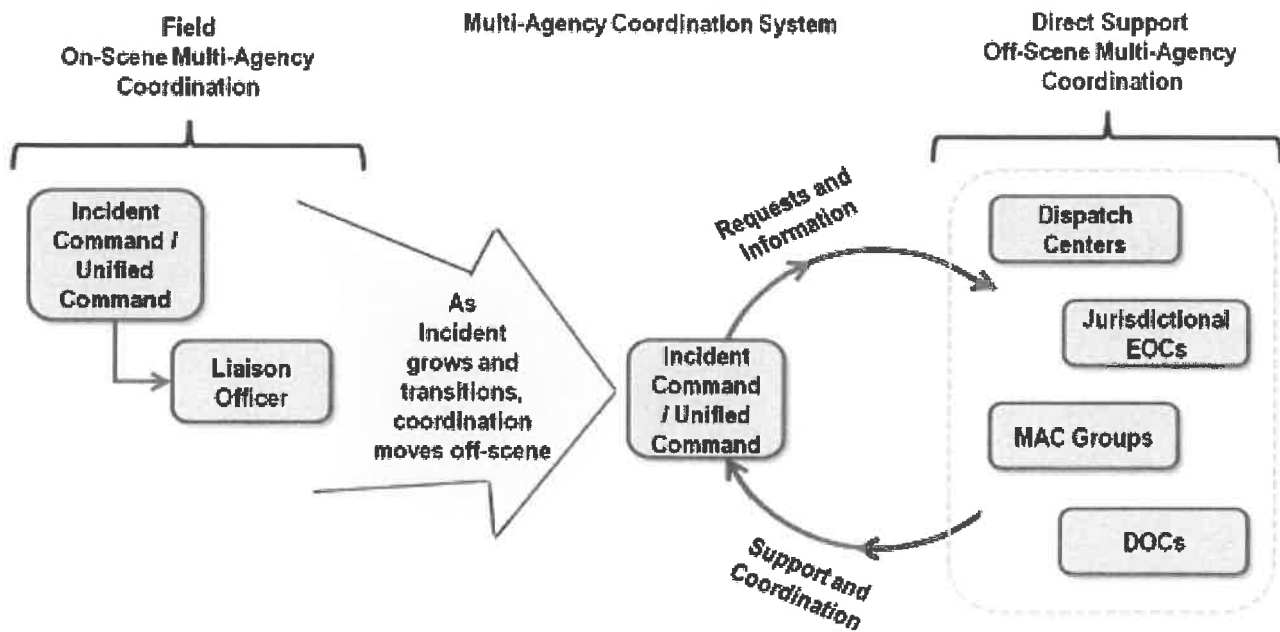 Field
On-Scene Multi-Agency
Coordination
Multi-Agency Coordination System
Direct Support
Off-Scene Multi-Agency
Coordination
Incident
Command /
Unified
Command
Liaison
Officer
As
Incident
grows and
transitions,
coordination
moves off-scene
Incident
Command
/ Unified
Command
Requests and
Information
Support and
Coordination
Dispatch
Centers
Jurisdictional
EOCs
MAC Groups
DOCs